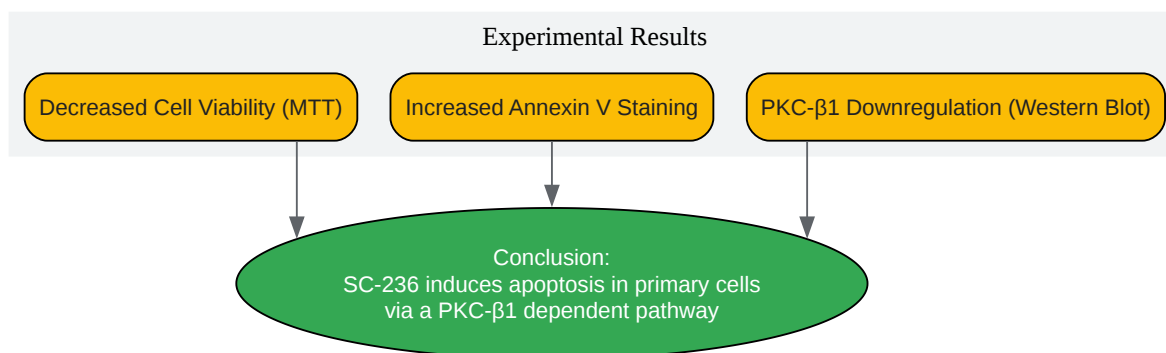 Experimental Results
Decreased Cell Viability (MTT)
Increased Annexin V Staining
PKC-β1 Downregulation (Western Blot)
Conclusion:
SC-236 induces apoptosis in primary cells
via a PKC-β1 dependent pathway